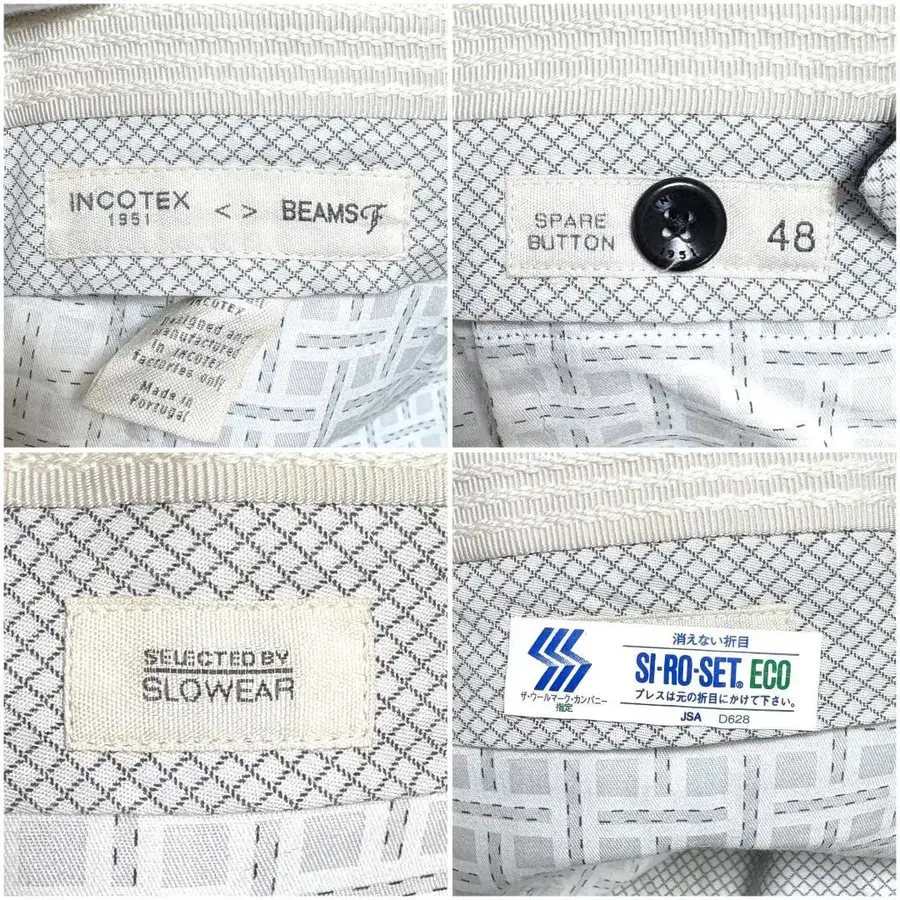 INCOTEX
1951
< >
BEAMS F
INCOTEX
Designed and
manufactured
in INCOTEX
factories only
Made in
Portugal
SPARE
BUTTON
1951
48
SELECTED BY
SLOWEAR
消えない折目
SI-RO-SET. ECO
プレスは元の折目にかけて下さい。
ザ・ウールマーク・カンパニー
指定
JSA D628